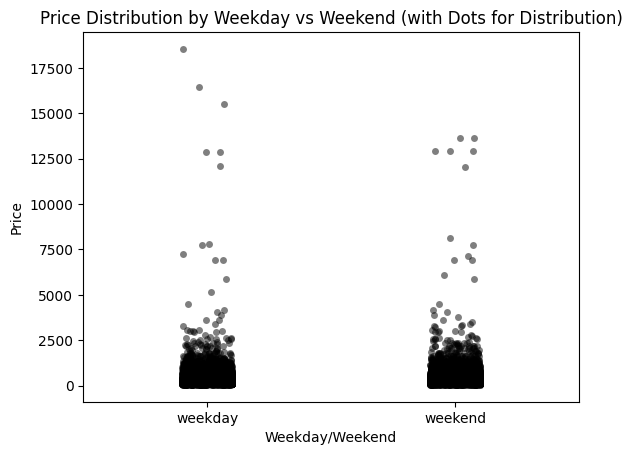 Price Distribution by Weekday vs Weekend (with Dots for Distribution)
17500
15000
12500
10000
7500
5000
2500
0
Price
weekday
weekend
Weekday/Weekend